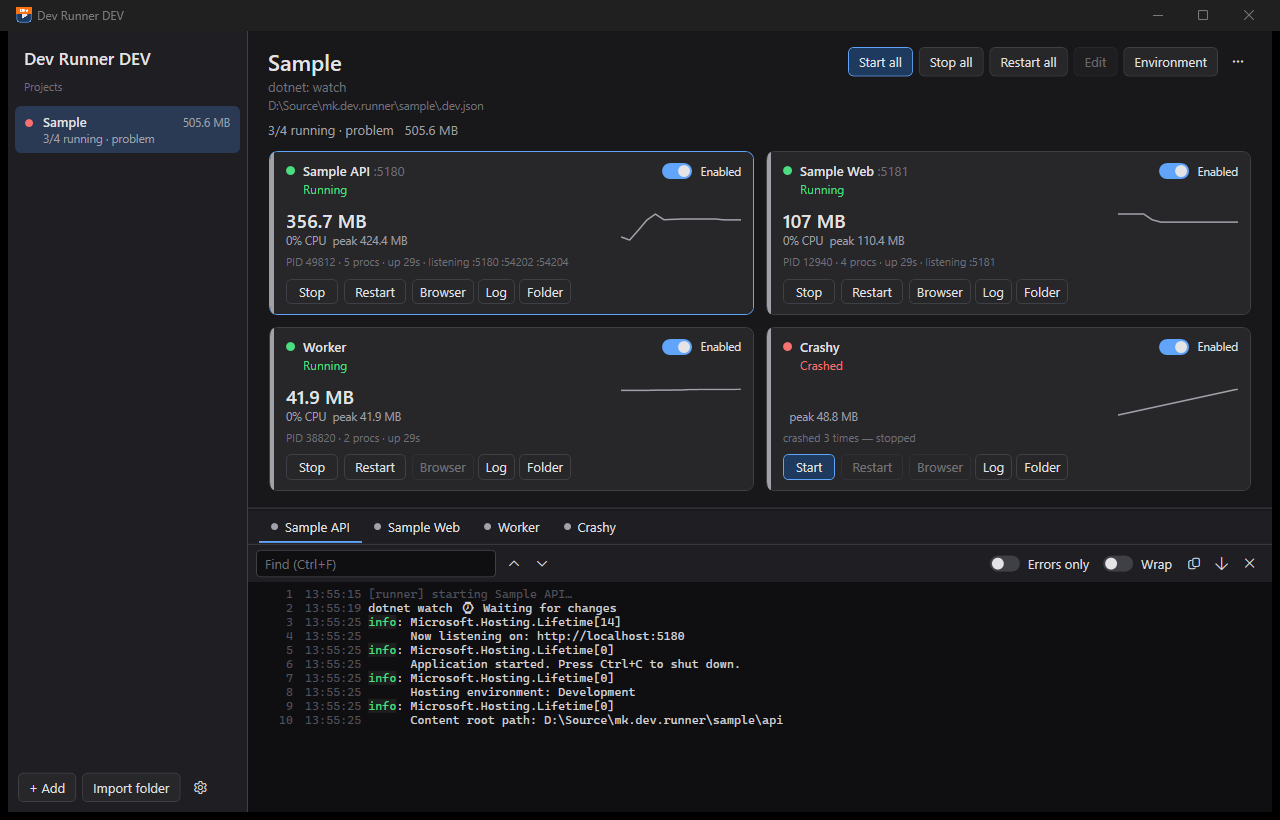 Dev Runner DEV
Dev Runner DEV
Projects
Sample 505.6 MB
3/4 running · problem
+ Add Import folder
Sample
Start all Stop all Restart all Edit Environment ···
dotnet: watch
D:\Source\mk.dev.runner\sample\.dev.json
3/4 running · problem 505.6 MB
Sample API :5180 Enabled
Running
356.7 MB
0% CPU peak 424.4 MB
PID 49812 · 5 procs · up 29s · listening :5180 :54202 :54204
Stop Restart Browser Log Folder
Sample Web :5181 Enabled
Running
107 MB
0% CPU peak 110.4 MB
PID 12940 · 4 procs · up 29s · listening :5181
Stop Restart Browser Log Folder
Worker Enabled
Running
41.9 MB
0% CPU peak 41.9 MB
PID 38820 · 2 procs · up 29s
Stop Restart Browser Log Folder
Crashy Enabled
Crashed
peak 48.8 MB
crashed 3 times — stopped
Start Restart Browser Log Folder
Sample API Sample Web Worker Crashy
Find (Ctrl+F) Errors only Wrap
1 13:55:15 [runner] starting Sample API…
2 13:55:19 dotnet watch ⌚ Waiting for changes
3 13:55:25 info: Microsoft.Hosting.Lifetime[14]
4 13:55:25 Now listening on: http://localhost:5180
5 13:55:25 info: Microsoft.Hosting.Lifetime[0]
6 13:55:25 Application started. Press Ctrl+C to shut down.
7 13:55:25 info: Microsoft.Hosting.Lifetime[0]
8 13:55:25 Hosting environment: Development
9 13:55:25 info: Microsoft.Hosting.Lifetime[0]
10 13:55:25 Content root path: D:\Source\mk.dev.runner\sample\api